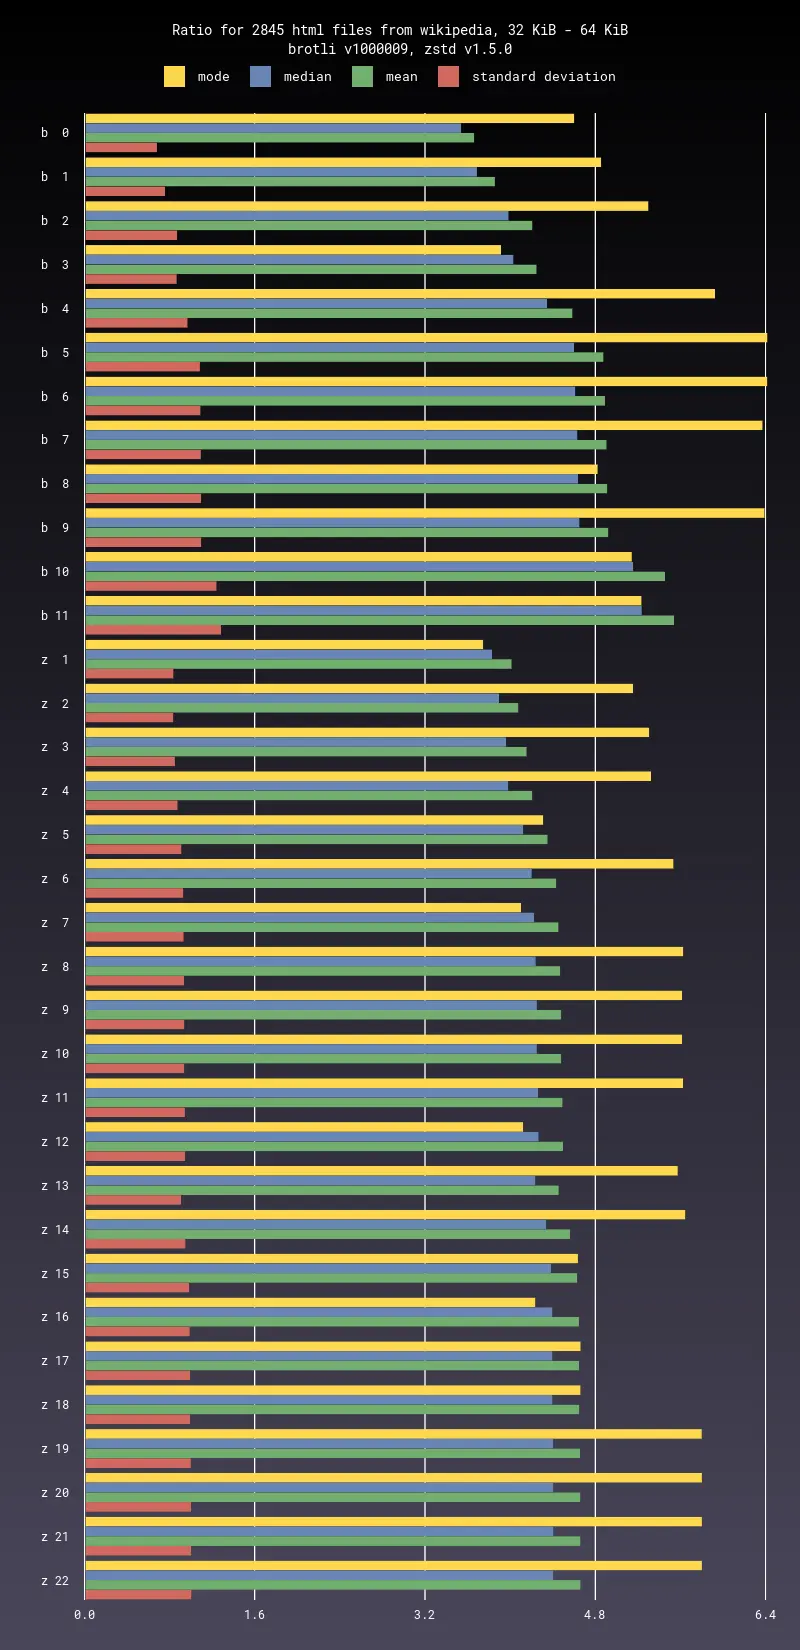 Ratio for 2845 html files from wikipedia, 32 KiB - 64 KiB
brotli v1000009, zstd v1.5.0
mode median mean standard deviation
b 0
b 1
b 2
b 3
b 4
b 5
b 6
b 7
b 8
b 9
b 10
b 11
z 1
z 2
z 3
z 4
z 5
z 6
z 7
z 8
z 9
z 10
z 11
z 12
z 13
z 14
z 15
z 16
z 17
z 18
z 19
z 20
z 21
z 22
0.0 1.6 3.2 4.8 6.4